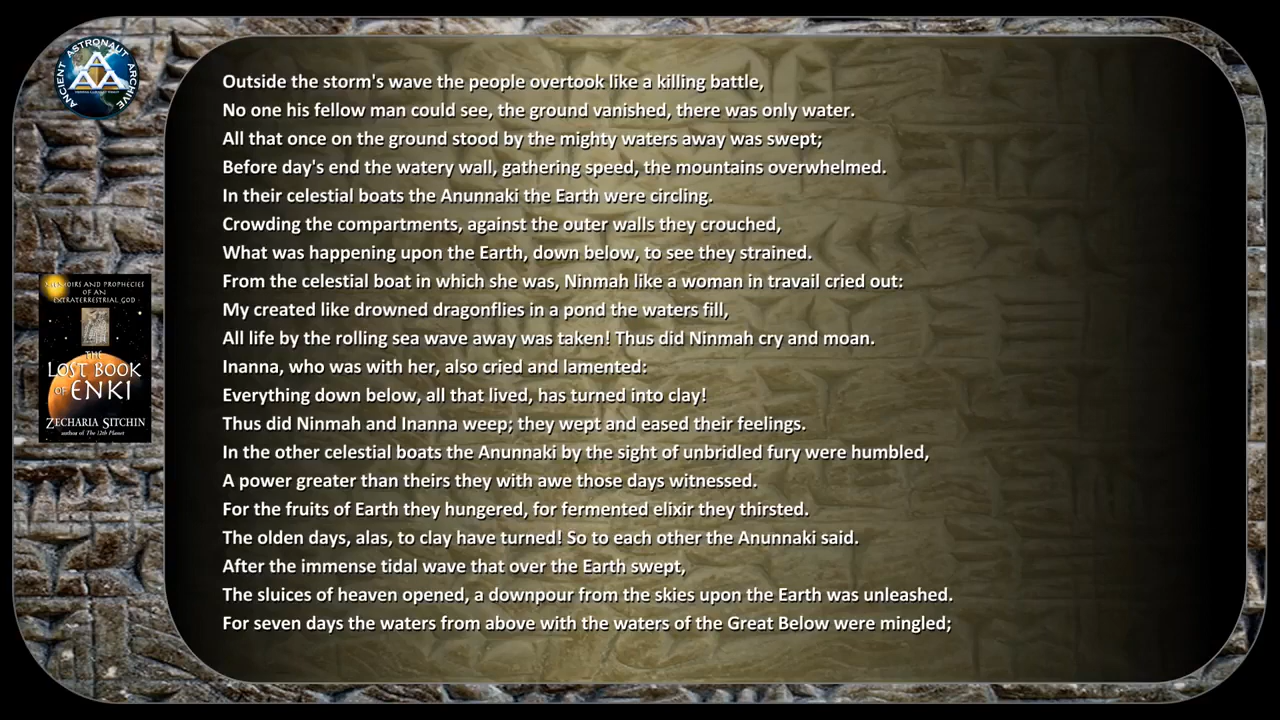 ANCIENT ASTRONAUT ARCHIVE
Outside the storm's wave the people overtook like a killing battle,
No one his fellow man could see, the ground vanished, there was only water.
All that once on the ground stood by the mighty waters away was swept;
Before day's end the watery wall, gathering speed, the mountains overwhelmed.
In their celestial boats the Anunnaki the Earth were circling.
Crowding the compartments, against the outer walls they crouched,
What was happening upon the Earth, down below, to see they strained.
From the celestial boat in which she was, Ninmah like a woman in travail cried out:
My created like drowned dragonflies in a pond the waters fill,
All life by the rolling sea wave away was taken! Thus did Ninmah cry and moan.
Inanna, who was with her, also cried and lamented:
Everything down below, all that lived, has turned into clay!
Thus did Ninmah and Inanna weep; they wept and eased their feelings.
In the other celestial boats the Anunnaki by the sight of unbridled fury were humbled,
A power greater than theirs they with awe those days witnessed.
For the fruits of Earth they hungered, for fermented elixir they thirsted.
The olden days, alas, to clay have turned! So to each other the Anunnaki said.
After the immense tidal wave that over the Earth swept,
The sluices of heaven opened, a downpour from the skies upon the Earth was unleashed.
For seven days the waters from above with the waters of the Great Below were mingled;
MEMOIRS AND PROPHECIES
OF AN
EXTRATERRESTRIAL GOD
THE
LOST BOOK
OF ENKI
ZECHARIA SITCHIN
author of The 12th Planet